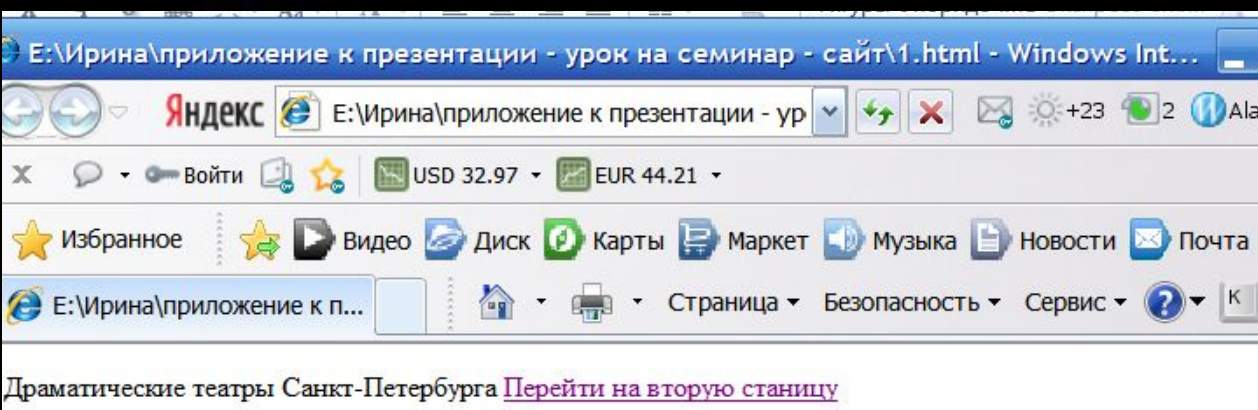 E:\Ирина\приложение к презентации - урок на семинар - сайт\1.html - Windows Int...
Яндекс E:\Ирина\приложение к презентации - ур +23 2 Ala
X Войти USD 32.97 EUR 44.21
Избранное Видео Диск Карты Маркет Музыка Новости Почта
E:\Ирина\приложение к п... Страница Безопасность Сервис ? К
Драматические театры Санкт-Петербурга Перейти на вторую станицу